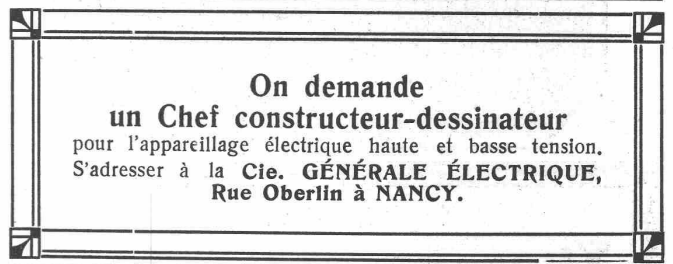 On demande
un Chef constructeur-dessinateur
pour l'appareillage électrique haute et basse tension.
S'adresser à la Cie. GÉNÉRALE ÉLECTRIQUE,
Rue Oberlin à NANCY.